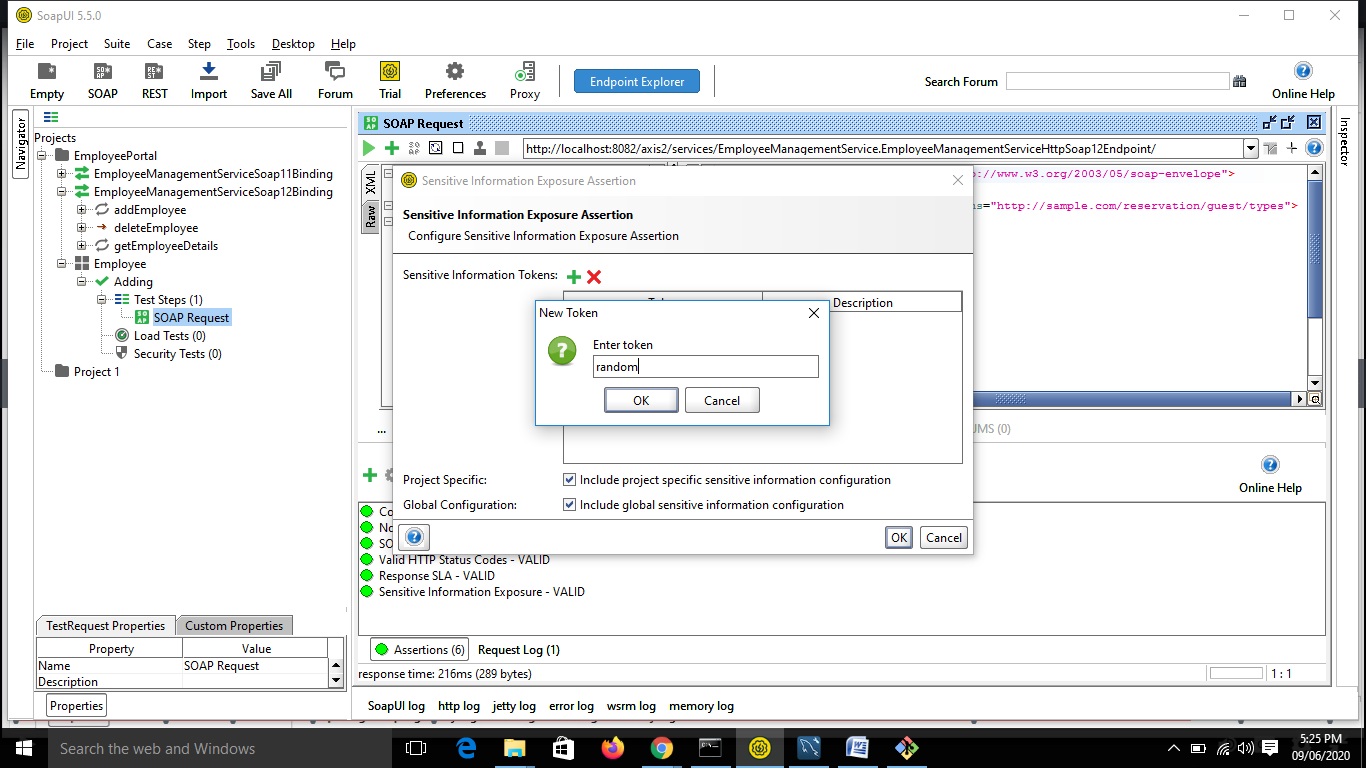 SoapUI 5.5.0
File Project Suite Case Step Tools Desktop Help
Empty SOAP REST Import Save All Forum Trial Preferences Proxy Endpoint Explorer Search Forum Online Help
Navigator
Projects
EmployeePortal
EmployeeManagementServiceSoap11Binding
EmployeeManagementServiceSoap12Binding
addEmployee
deleteEmployee
getEmployeeDetails
Employee
Adding
Test Steps (1)
SOAP Request
Load Tests (0)
Security Tests (0)
Project 1
TestRequest Properties Custom Properties
Property Value
Name SOAP Request
Description
Properties
SOAP Request
http://localhost:8082/axis2/services/EmployeeManagementService.EmployeeManagementServiceHttpSoap12Endpoint/
Inspector
XML
Raw
://www.w3.org/2003/05/soap-envelope">
="http://sample.com/reservation/guest/types">
Sensitive Information Exposure Assertion
Sensitive Information Exposure Assertion
Configure Sensitive Information Exposure Assertion
Sensitive Information Tokens:
Description
New Token
Enter token
random
OK Cancel
Project Specific: Include project specific sensitive information configuration
Global Configuration: Include global sensitive information configuration
OK Cancel
... (0)
Online Help
Valid HTTP Status Codes - VALID
Response SLA - VALID
Sensitive Information Exposure - VALID
Assertions (6) Request Log (1)
response time: 216ms (289 bytes) 1 : 1
SoapUI log http log jetty log error log wsrm log memory log
Search the web and Windows
5:25 PM
09/06/2020